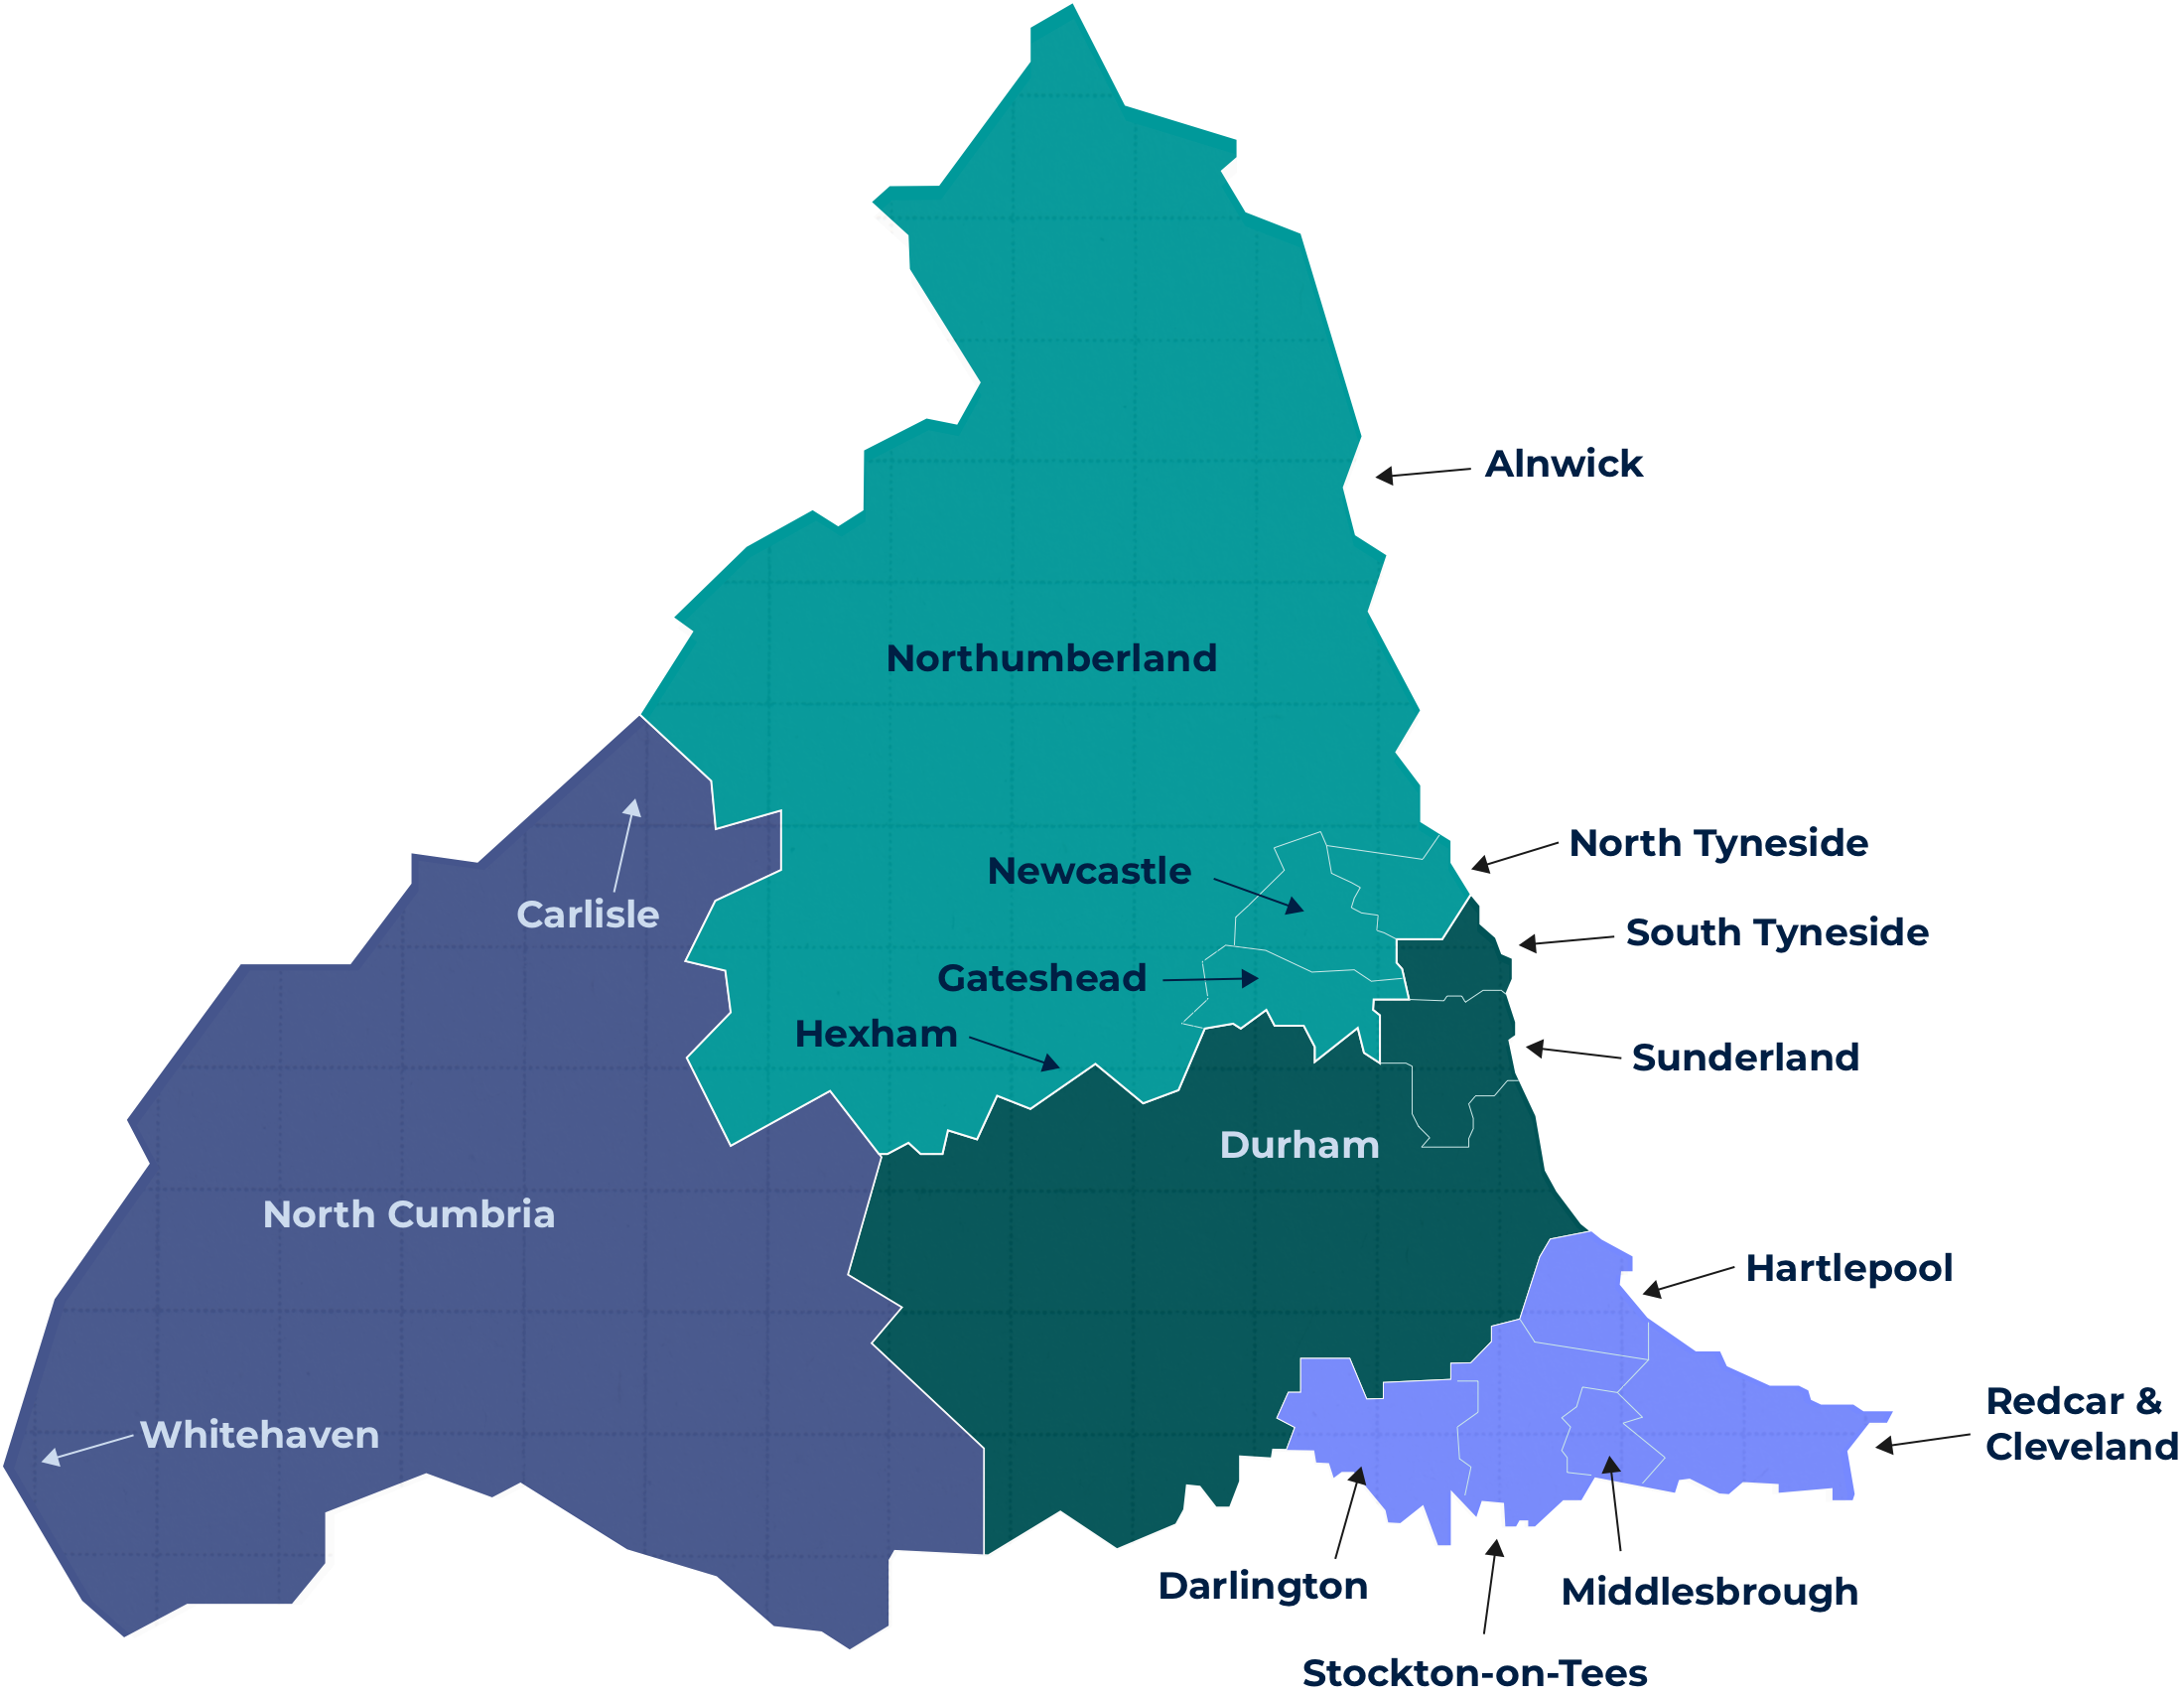 Alnwick
Northumberland
North Tyneside
Newcastle
Carlisle
South Tyneside
Gateshead
Hexham
Sunderland
Durham
North Cumbria
Hartlepool
Redcar &
Cleveland
Whitehaven
Darlington
Middlesbrough
Stockton-on-Tees